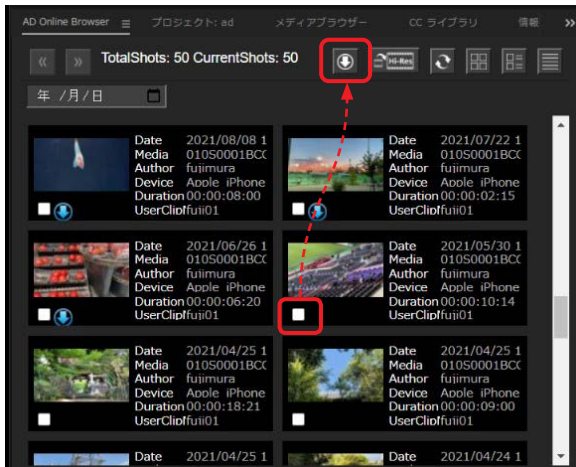 AD Online Browser プロジェクト: ad メディアブラウザー CC ライブラリ 情報
TotalShots: 50 CurrentShots: 50 Hi-Res
年 /月/日
Date 2021/08/08 1
Media 010S0001BC(
Author fujimura
Device Apple iPhone
Duration 00:00:08:00
UserClip fuji01
Date 2021/07/22 1
Media 010S0001BC(
Author fujimura
Device Apple iPhone
Duration 00:00:02:15
UserClip fuji01
Date 2021/06/26 1
Media 010S0001BC(
Author fujimura
Device Apple iPhone
Duration 00:00:06:20
UserClip fuji01
Date 2021/05/30 1
Media 010S0001BC(
Author fujimura
Device Apple iPhone
Duration 00:00:10:14
UserClip fuji01
Date 2021/04/25 1
Media 010S0001BC(
Author fujimura
Device Apple iPhone
Duration 00:00:18:21
UserClip fuji01
Date 2021/04/25 1
Media 010S0001BC(
Author fujimura
Device Apple iPhone
Duration 00:00:09:00
UserClip fuji01
Date 2021/04/25 1
Date 2021/04/24 1